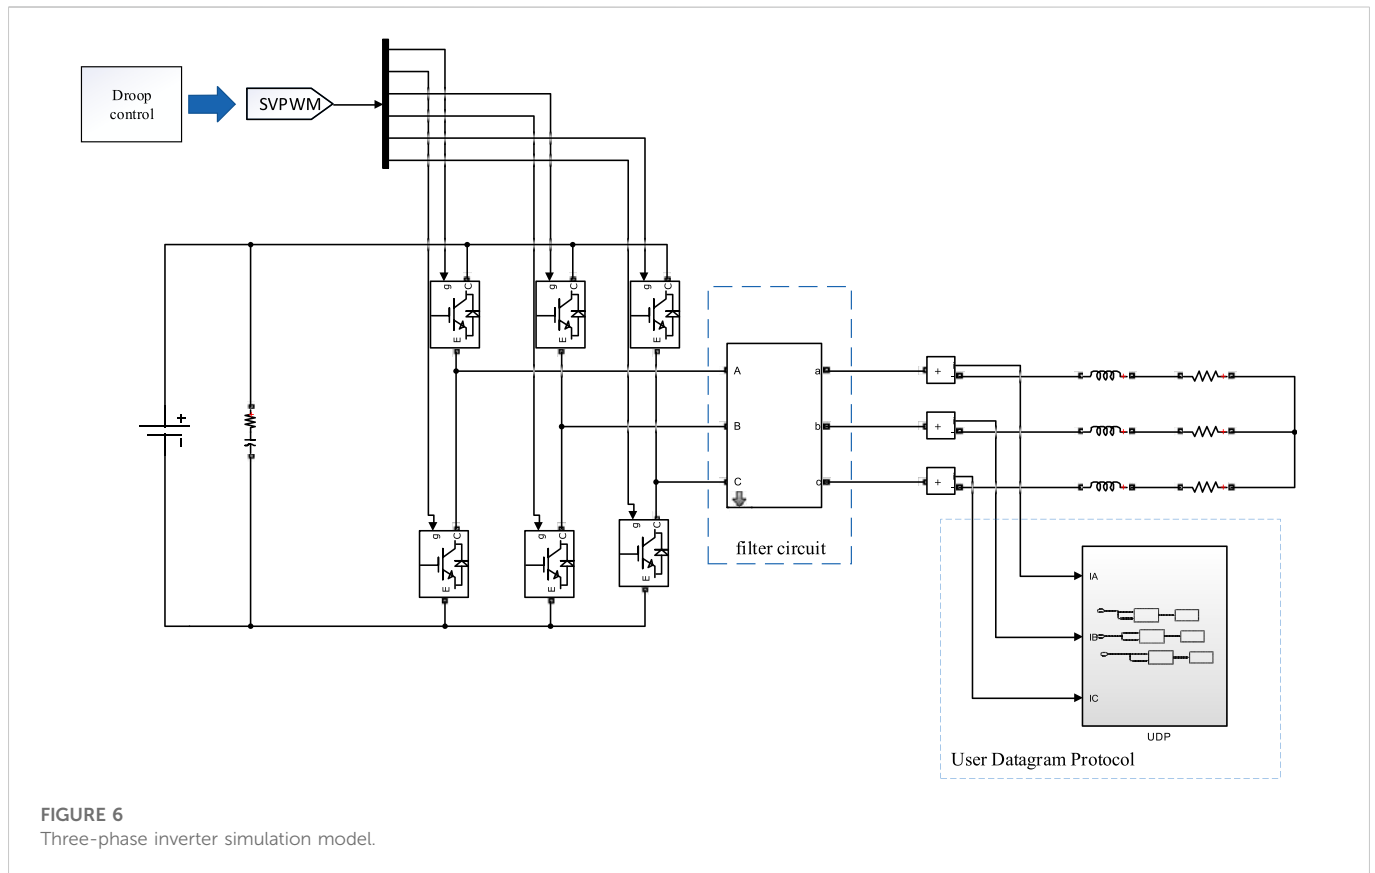 Droop
control
SVPWM
g
C
E
g
C
E
g
C
E
+
A
B
C
a
b
c
+
-
+
-
+
-
g
C
E
g
C
E
g
C
E
filter circuit
IA
IB
IC
UDP
User Datagram Protocol
FIGURE 6
Three-phase inverter simulation model.